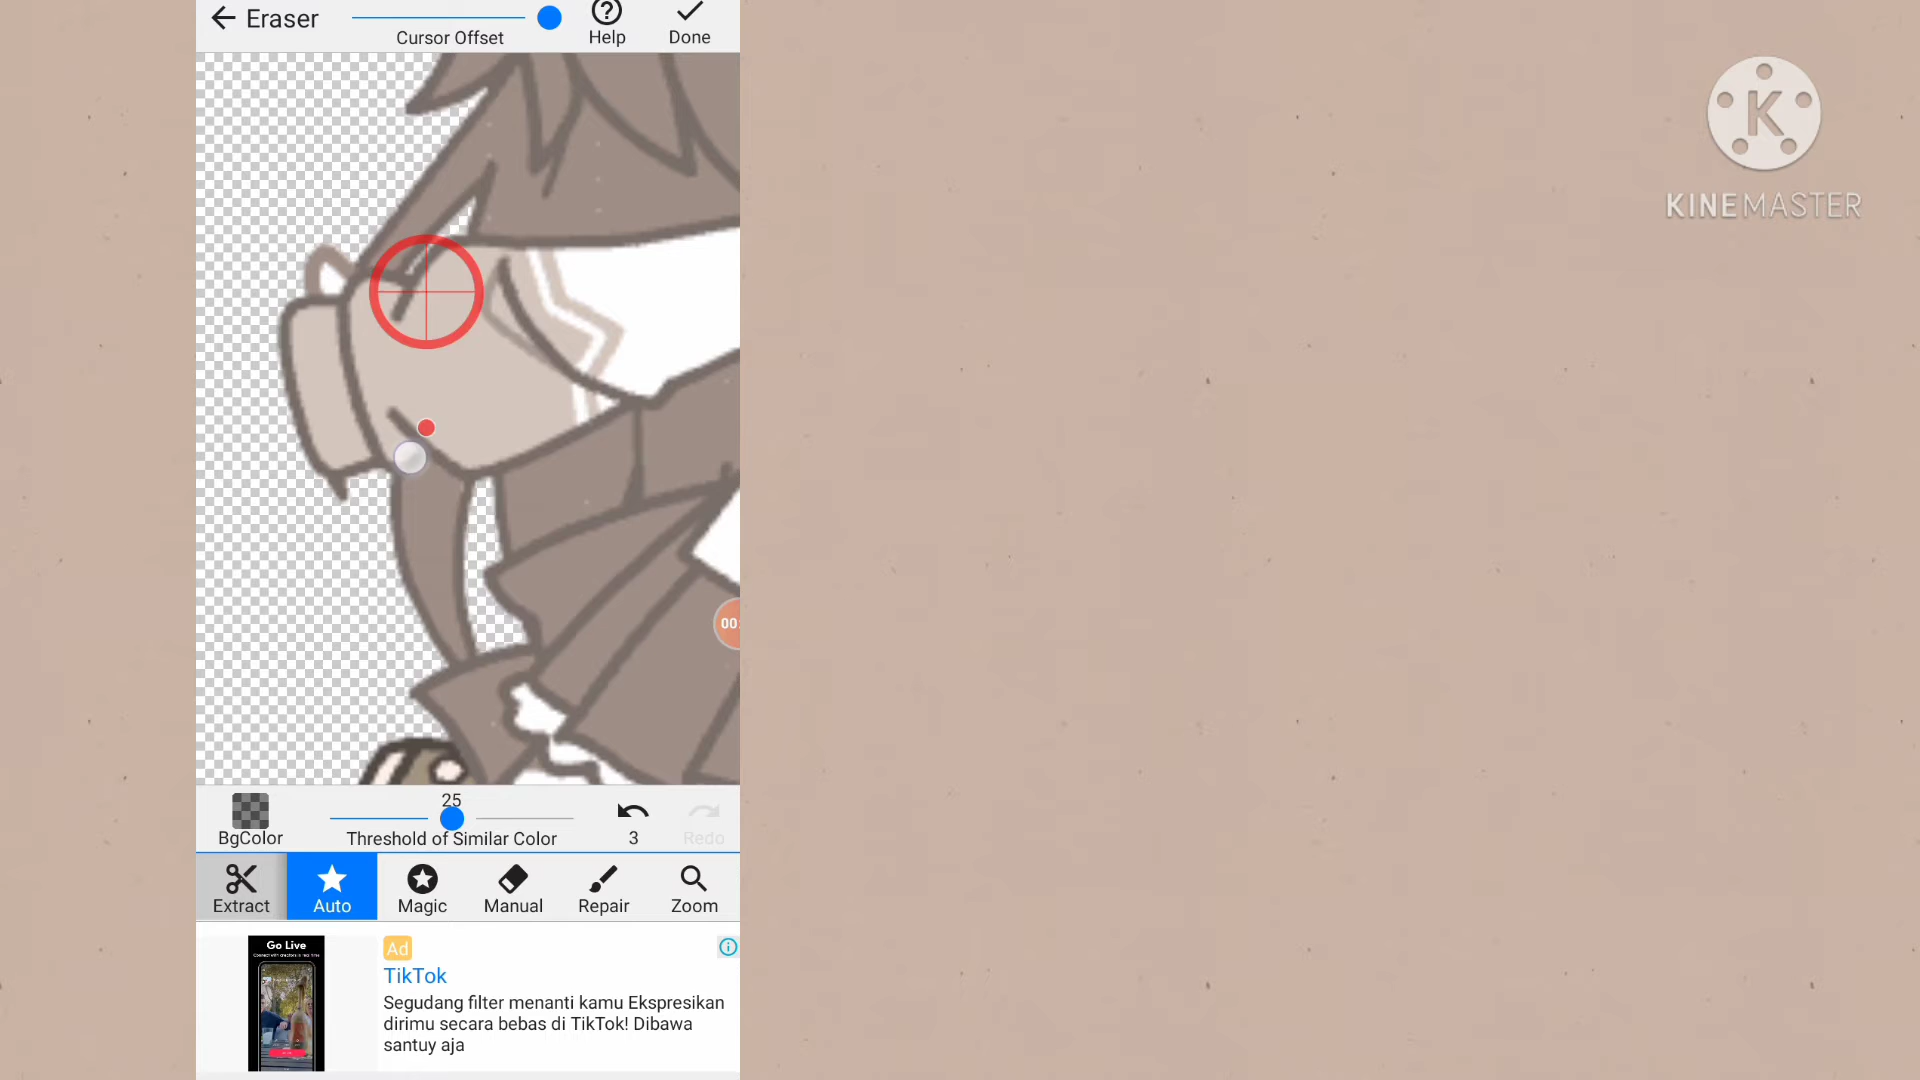 Eraser
Cursor Offset
Help
Done
K
KINEMASTER
00:
25
BgColor
Threshold of Similar Color
3
Redo
Extract
Auto
Magic
Manual
Repair
Zoom
Go Live
Ad
TikTok
Segudang filter menanti kamu Ekspresikan
dirimu secara bebas di TikTok! Dibawa
santuy aja